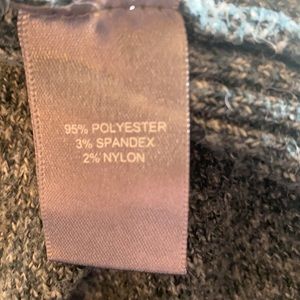 95% POLYESTER
3% SPANDEX
2% NYLON